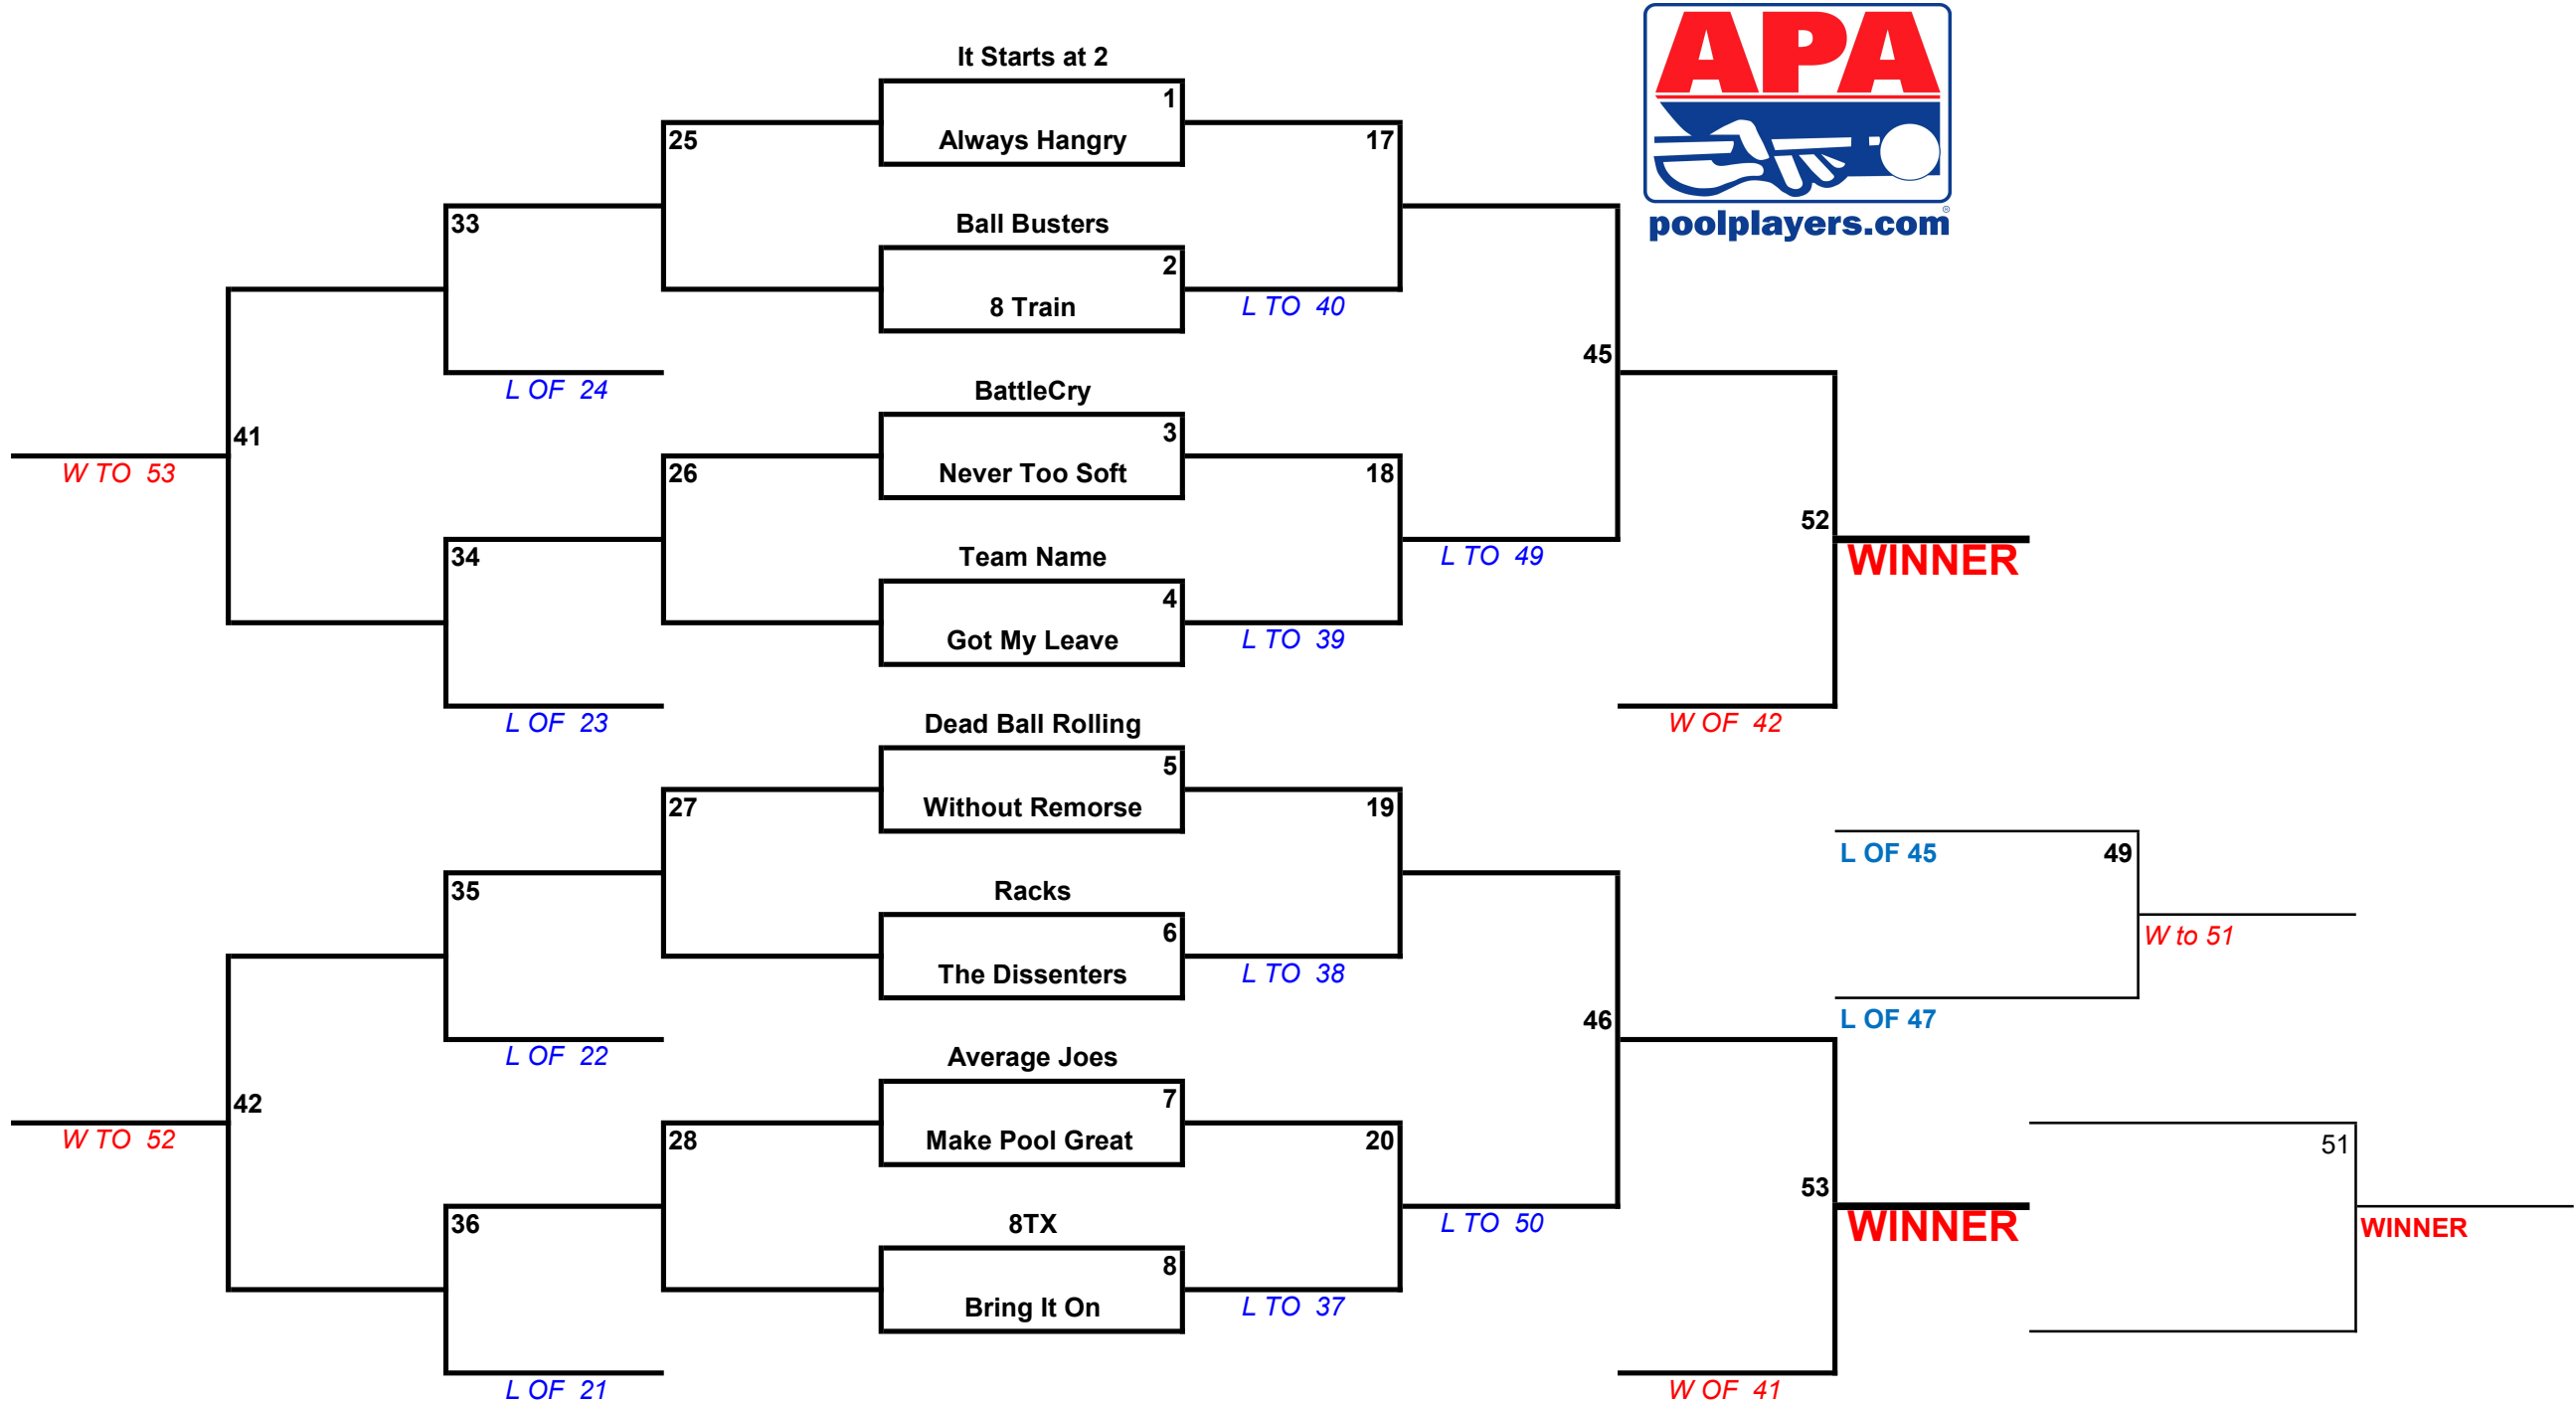 APA
poolplayers.com®
It Starts at 2
1
25
Always Hangry
17
33
Ball Busters
2
8 Train
L TO 40
45
L OF 24
BattleCry
3
41
W TO 53
26
Never Too Soft
18
52
34
Team Name
L TO 49
WINNER
4
Got My Leave
L TO 39
L OF 23
Dead Ball Rolling
W OF 42
5
27
Without Remorse
19
L OF 45
49
35
Racks
6
W to 51
The Dissenters
L TO 38
46
L OF 47
L OF 22
Average Joes
42
7
W TO 52
28
Make Pool Great
20
51
53
36
8TX
L TO 50
WINNER
WINNER
8
Bring It On
L TO 37
L OF 21
W OF 41